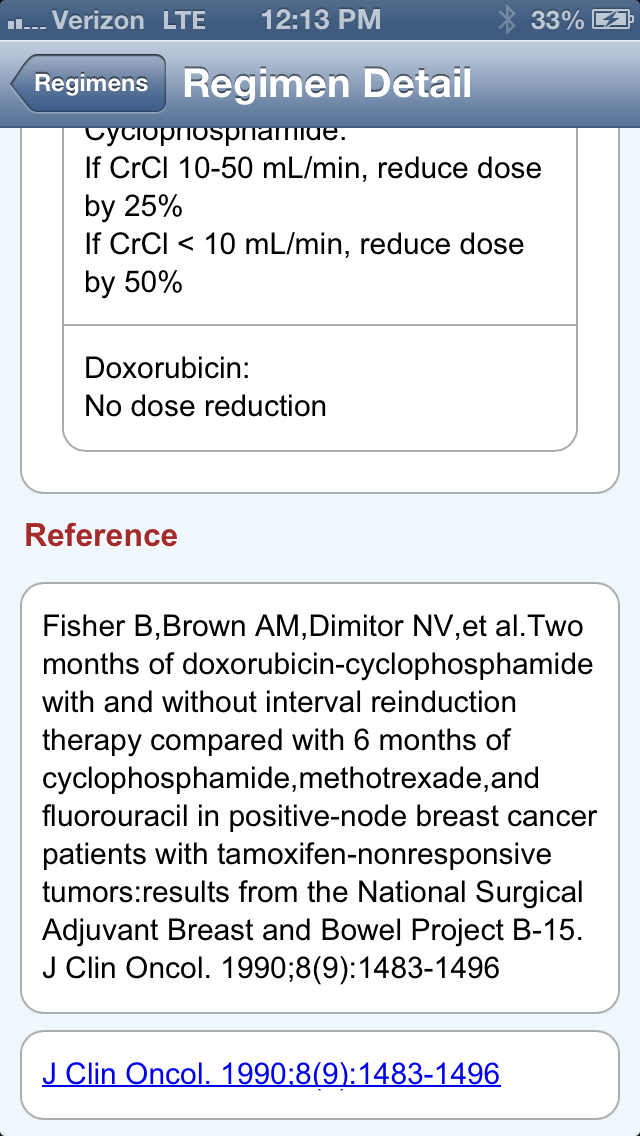 Verizon LTE 12:13 PM 33%
Regimens Regimen Detail
Cyclophosphamide:
If CrCl 10-50 mL/min, reduce dose
by 25%
If CrCl < 10 mL/min, reduce dose
by 50%
Doxorubicin:
No dose reduction
Reference
Fisher B,Brown AM,Dimitor NV,et al.Two
months of doxorubicin-cyclophosphamide
with and without interval reinduction
therapy compared with 6 months of
cyclophosphamide,methotrexade,and
fluorouracil in positive-node breast cancer
patients with tamoxifen-nonresponsive
tumors:results from the National Surgical
Adjuvant Breast and Bowel Project B-15.
J Clin Oncol. 1990;8(9):1483-1496
J Clin Oncol. 1990;8(9):1483-1496